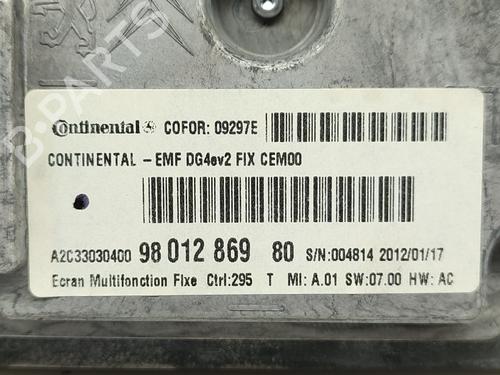 Continental COFOR: 09297E
CONTINENTAL - EMF DG4ev2 FIX CEM00
A2C33030400 98 012 869 80 S/N:004814 2012/01/17
Ecran Multifonction Fixe Ctrl:295 T MI: A.01 SW:07.00 HW: AC
B-PARTS